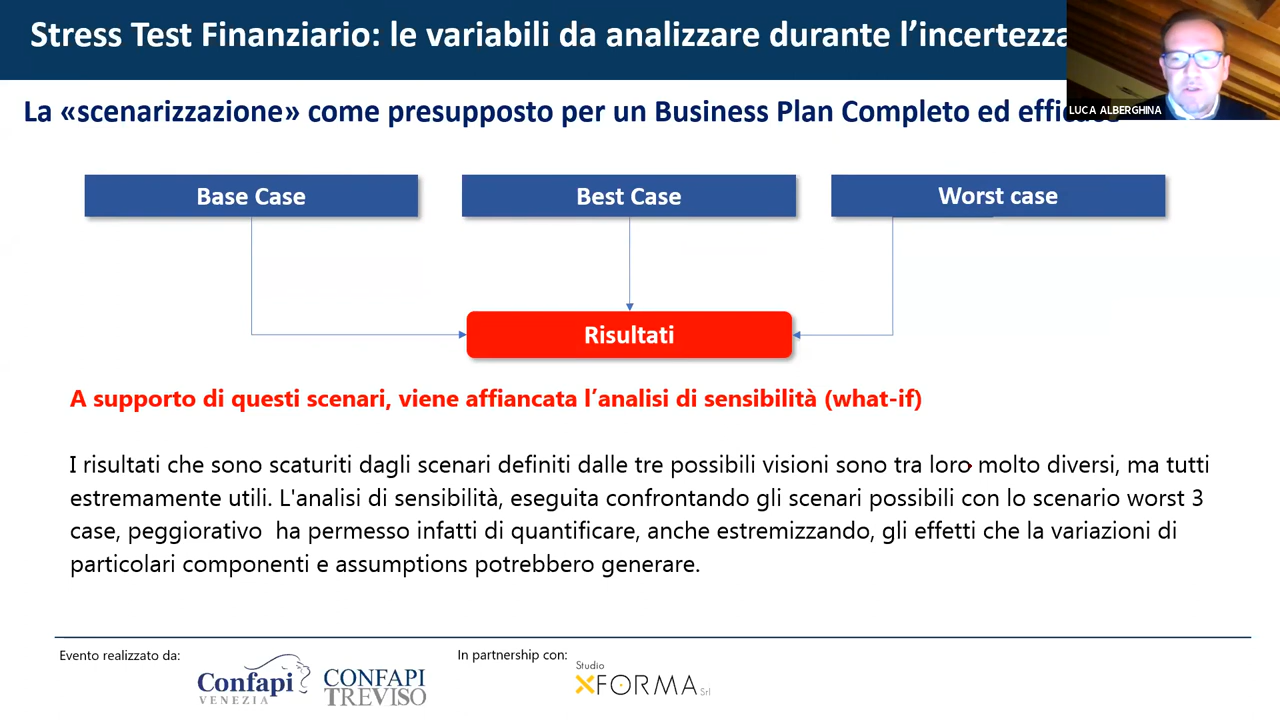 Stress Test Finanziario: le variabili da analizzare durante l'incertezza
LUCA ALBERGHINA
La «scenarizzazione» come presupposto per un Business Plan Completo ed
Base Case
Best Case
Worst case
Risultati
A supporto di questi scenari, viene affiancata l'analisi di sensibilità (what-if)
I risultati che sono scaturiti dagli scenari definiti dalle tre possibili visioni sono tra loro molto diversi, ma tutti
estremamente utili. L'analisi di sensibilità, eseguita confrontando gli scenari possibili con lo scenario worst 3
case, peggiorativo ha permesso infatti di quantificare, anche estremizzando, gli effetti che la variazioni di
particolari componenti e assumptions potrebbero generare.
Evento realizzato da:
Confapi
VENEZIA
CONFAPI
TREVISO
In partnership con:
Studio
XFORMA Srl